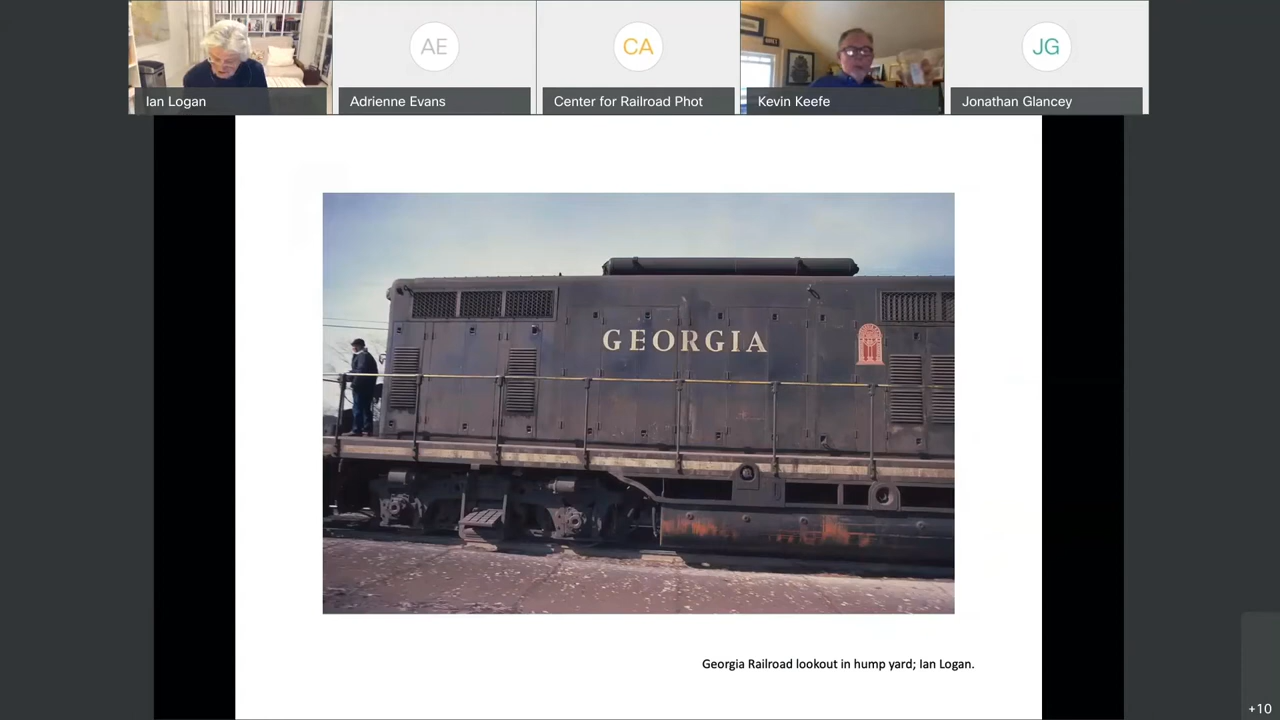 AE
CA
JG
Ian Logan
Adrienne Evans
Center for Railroad Phot
Kevin Keefe
Jonathan Glancey
GEORGIA
Georgia Railroad lookout in hump yard; Ian Logan.
+10